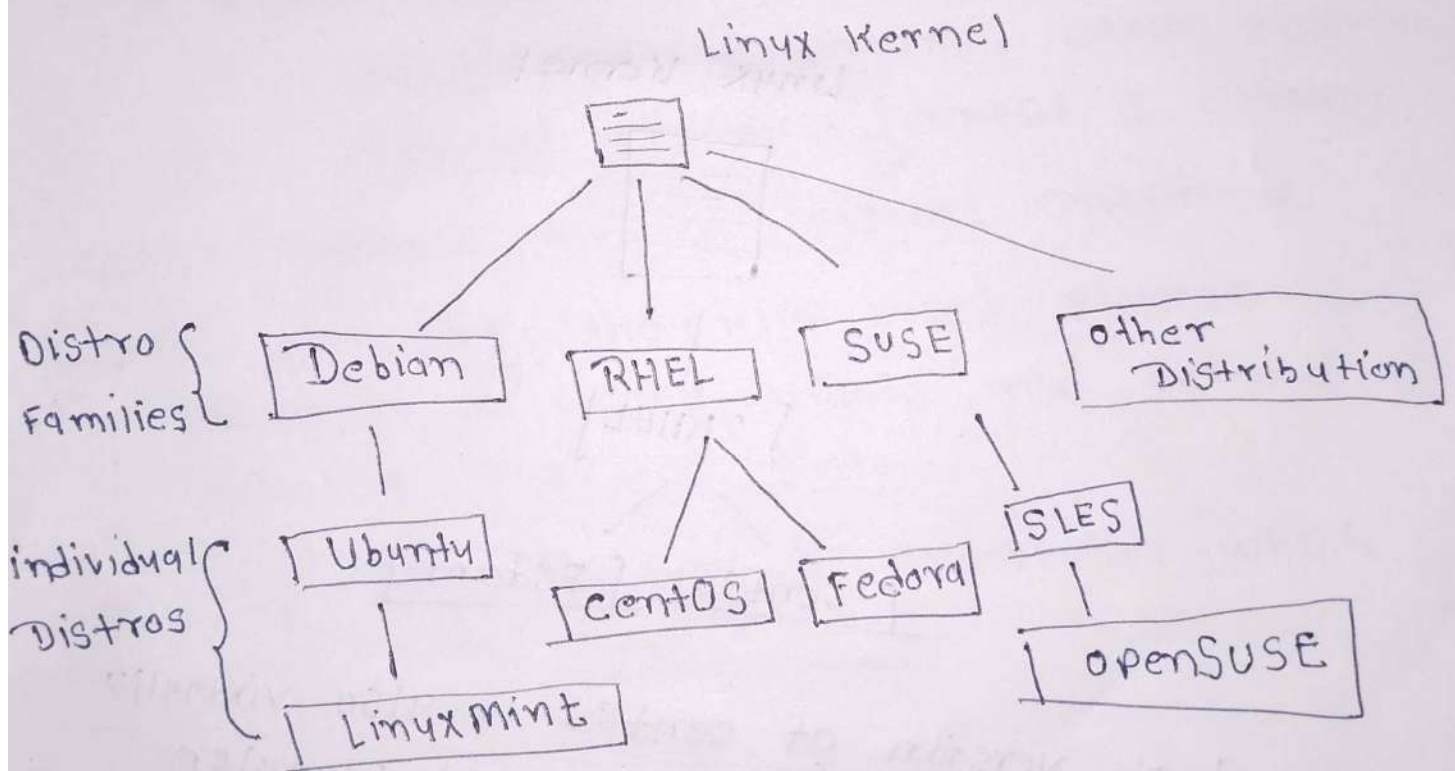 Linux Kernel
Distro
Families
Debian
RHEL
SUSE
other
Distribution
individual
Distros
Ubuntu
CentOS
Fedora
SLES
LinuxMint
openSUSE